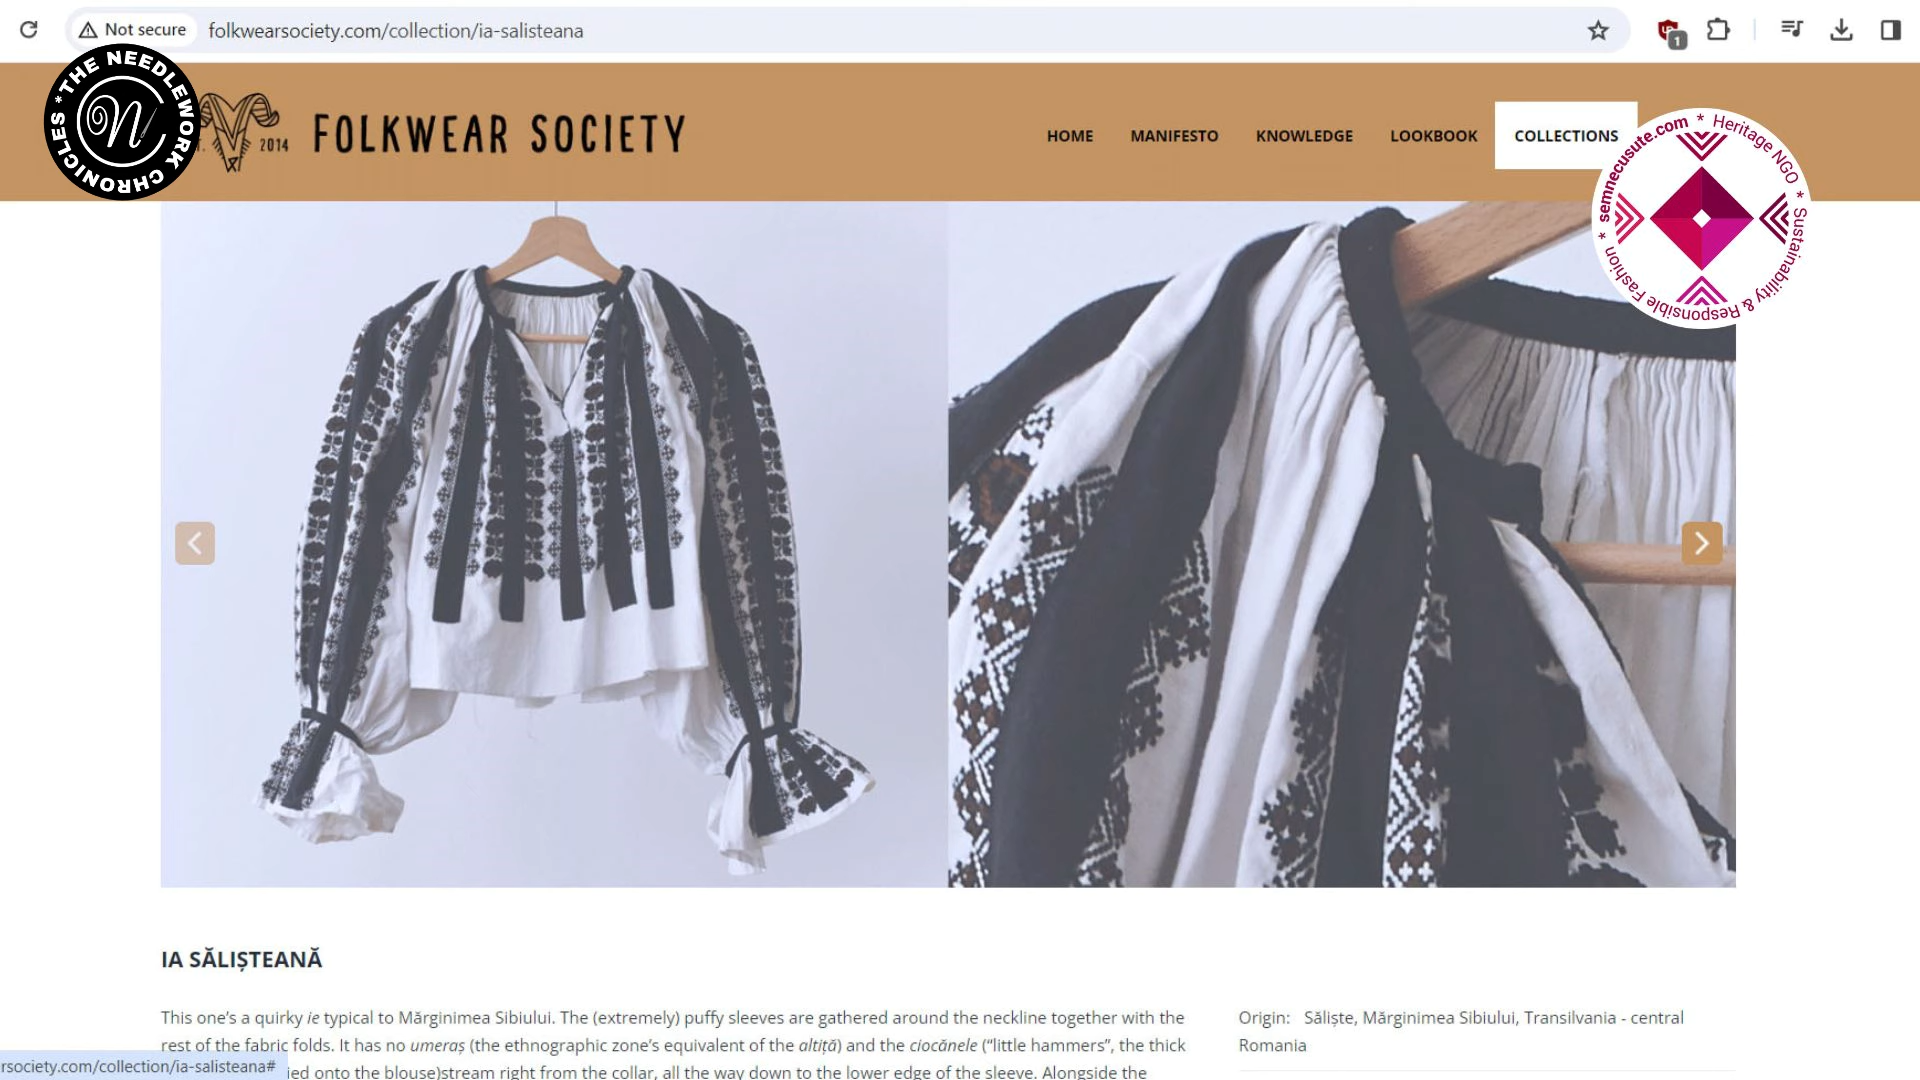 Not secure
folkwearsociety.com/collection/ia-salisteana
1
* THE NEEDLEWORK CHRONICLES
n
2014
FOLKWEAR SOCIETY
HOME
MANIFESTO
KNOWLEDGE
LOOKBOOK
COLLECTIONS
semnecusute.com * Heritage NGO * Sustainability & Responsible Fashion *
IA SĂLIȘTEANĂ
This one's a quirky ie typical to Mărginimea Sibiului. The (extremely) puffy sleeves are gathered around the neckline together with the
rest of the fabric folds. It has no umeraș (the ethnographic zone's equivalent of the altiță) and the ciocănele ("little hammers", the thick
ied onto the blouse)stream right from the collar, all the way down to the lower edge of the sleeve. Alongside the
Origin: Săliște, Mărginimea Sibiului, Transilvania - central
Romania
rsociety.com/collection/ia-salisteana#